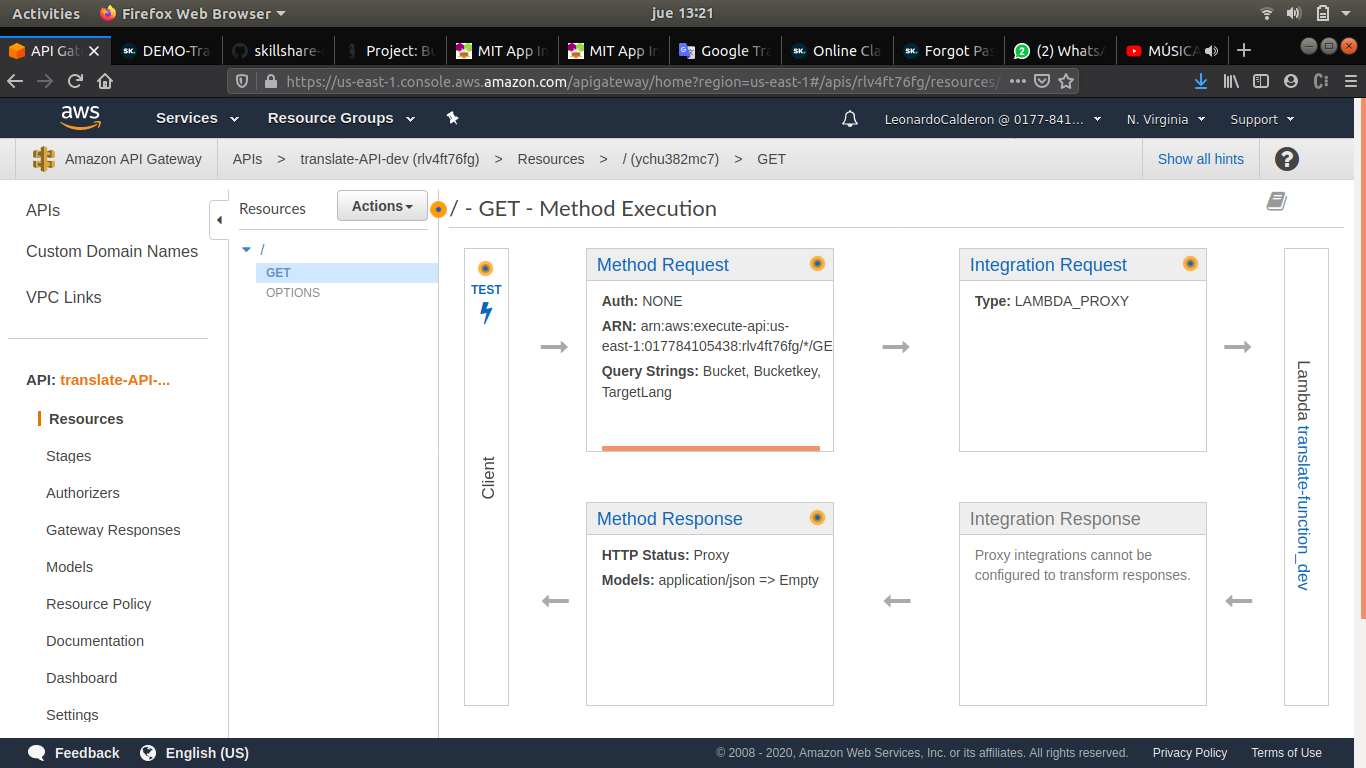 Activities
Firefox Web Browser
jue 13:21
API Gat
DEMO-Tra
skillshare-
Project: Bu
MIT App In
MIT App In
Google Tra
Online Cla
Forgot Pas
(2) WhatsA
MÚSICA
https://us-east-1.console.aws.amazon.com/apigateway/home?region=us-east-1#/apis/rlv4ft76fg/resources/
aws
Services
Resource Groups
LeonardoCalderon @ 0177-841...
N. Virginia
Support
Amazon API Gateway
APIs > translate-API-dev (rlv4ft76fg) > Resources > / (ychu382mc7) > GET
Show all hints
?
APIs
Custom Domain Names
VPC Links
API: translate-API-...
Resources
Stages
Authorizers
Gateway Responses
Models
Resource Policy
Documentation
Dashboard
Settings
Resources
Actions
/
GET
OPTIONS
/ - GET - Method Execution
TEST
Client
Method Request
Auth: NONE
ARN: arn:aws:execute-api:us-
east-1:017784105438:rlv4ft76fg/*/GE
Query Strings: Bucket, Bucketkey,
TargetLang
Integration Request
Type: LAMBDA_PROXY
Lambda translate-function_dev
Method Response
HTTP Status: Proxy
Models: application/json => Empty
Integration Response
Proxy integrations cannot be
configured to transform responses.
Feedback
English (US)
© 2008 - 2020, Amazon Web Services, Inc. or its affiliates. All rights reserved.
Privacy Policy
Terms of Use